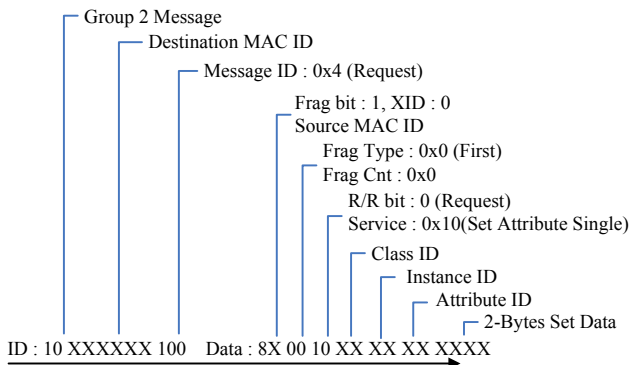 Group 2 Message
Destination MAC ID
Message ID : 0x4 (Request)
Frag bit : 1, XID : 0
Source MAC ID
Frag Type : 0x0 (First)
Frag Cnt : 0x0
R/R bit : 0 (Request)
Service : 0x10(Set Attribute Single)
Class ID
Instance ID
Attribute ID
2-Bytes Set Data
ID : 10 XXXXXX 100 Data : 8X 00 10 XX XX XX XXXX